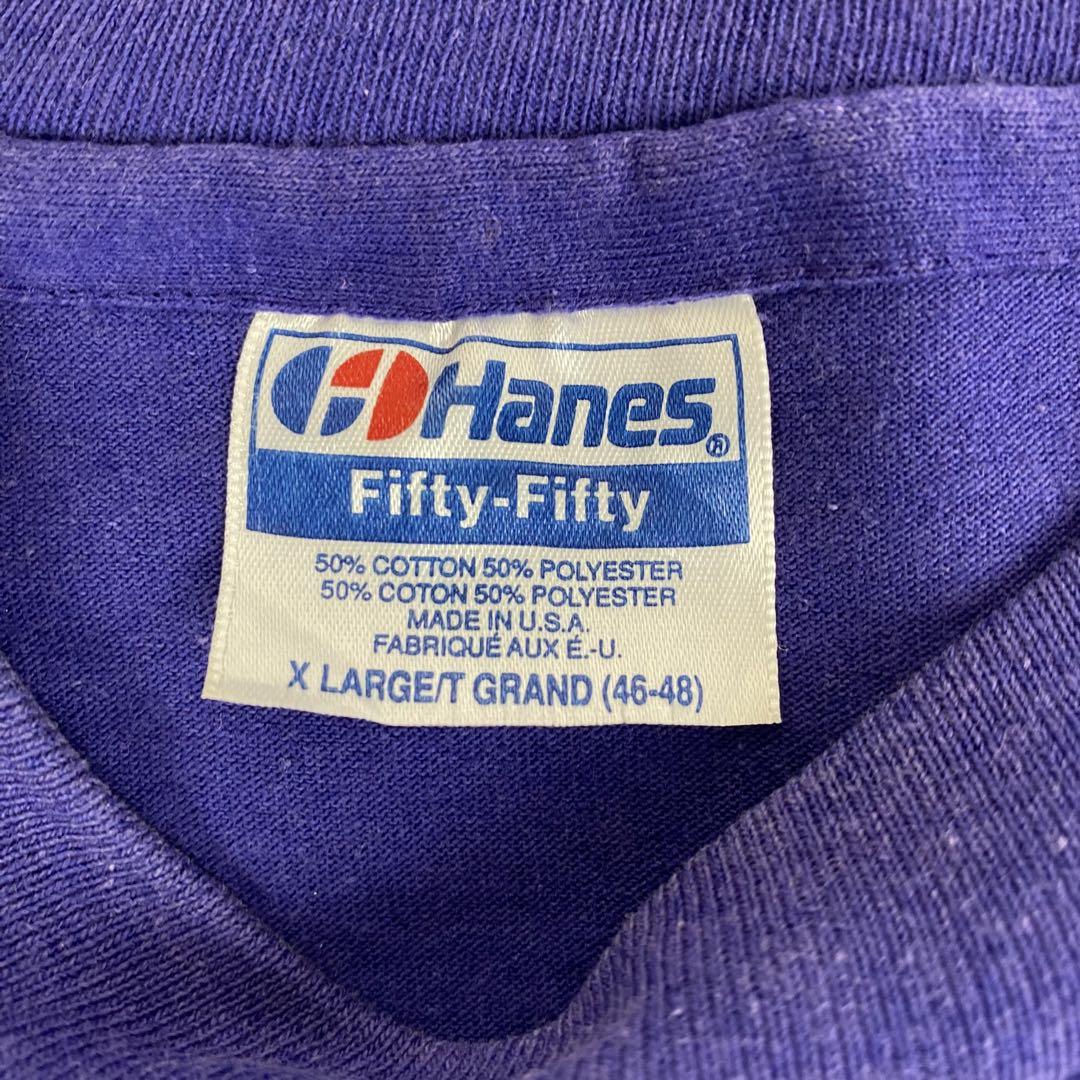 Hanes®
Fifty-Fifty
50% COTTON 50% POLYESTER
50% COTON 50% POLYESTER
MADE IN U.S.A.
FABRIQUÉ AUX É.-U.
X LARGE/T GRAND (46-48)